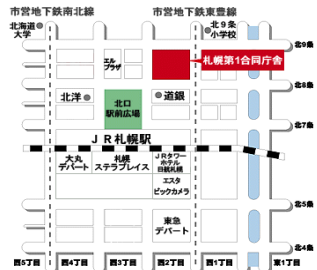 市営地下鉄南北線
市営地下鉄東豊線
北海道
大学
北9条
小学校
北9条
エル
プラザ
札幌第1合同庁舎
北8条
北洋
北口
駅前広場
道銀
北7条
JR札幌駅
大丸
デパート
札幌
ステラプレイス
JRタワー
ホテル
日航札幌
エスタ
ビックカメラ
北5条
東急
デパート
北4条
西5丁目
西4丁目
西3丁目
西2丁目
西1丁目
東1丁目